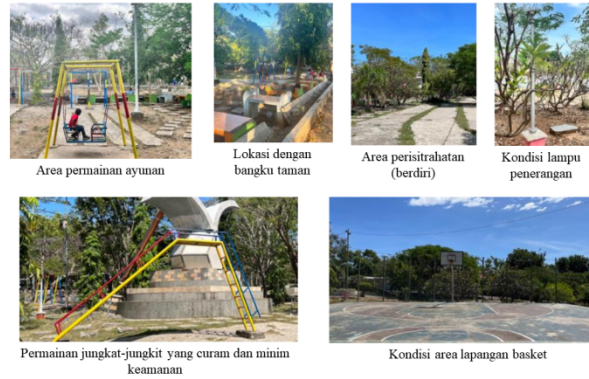 Area permainan ayunan
Lokasi dengan
bangku taman
Area perisitrahatan
(berdiri)
Kondisi lampu
penerangan
Permainan jungkat-jungkit yang curam dan minim
keamanan
Kondisi area lapangan basket